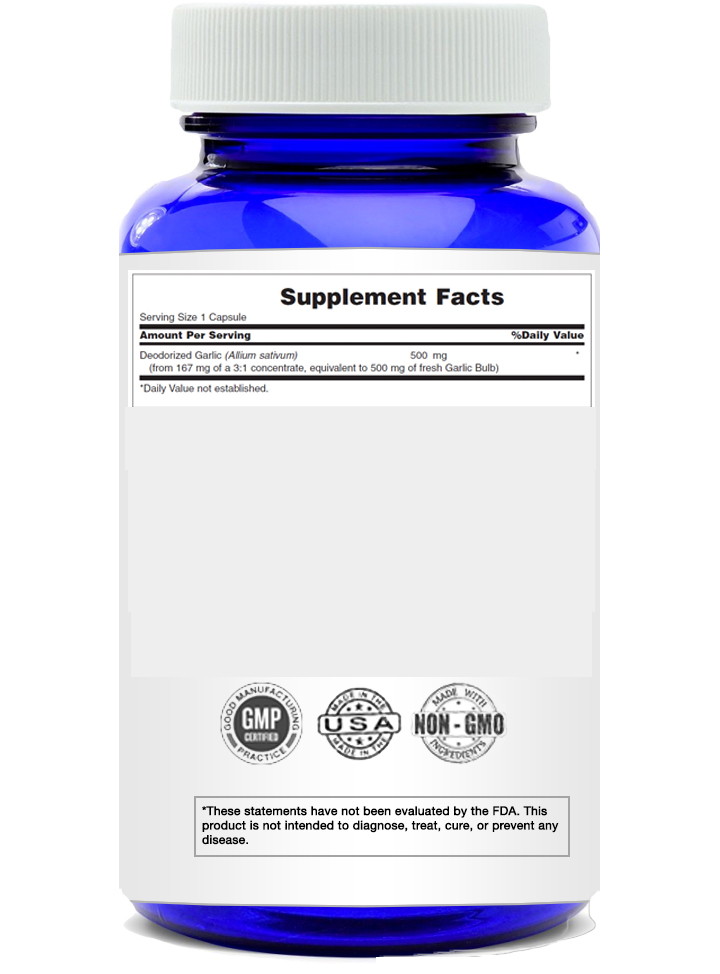 Supplement Facts
Serving Size 1 Capsule
Amount Per Serving %Daily Value
Deodorized Garlic (Allium sativum) 500 mg *
(from 167 mg of a 3:1 concentrate, equivalent to 500 mg of fresh Garlic Bulb)
*Daily Value not established.
GOOD MANUFACTURING
GMP
CERTIFIED
PRACTICE
MADE IN THE
USA
MADE IN THE
MADE WITH
NON-GMO
INGREDIENTS
*These statements have not been evaluated by the FDA. This
product is not intended to diagnose, treat, cure, or prevent any
disease.